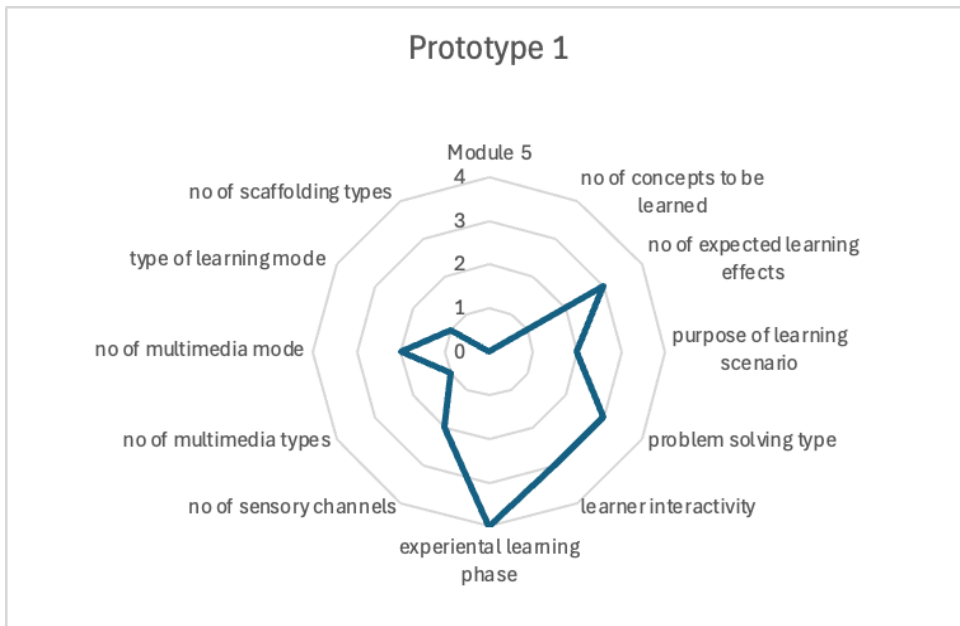 Prototype 1
Module 5
4
3
2
1
0
no of concepts to be
learned
no of expected learning
effects
purpose of learning
scenario
problem solving type
learner interactivity
experiental learning
phase
no of sensory channels
no of multimedia types
no of multimedia mode
type of learning mode
no of scaffolding types